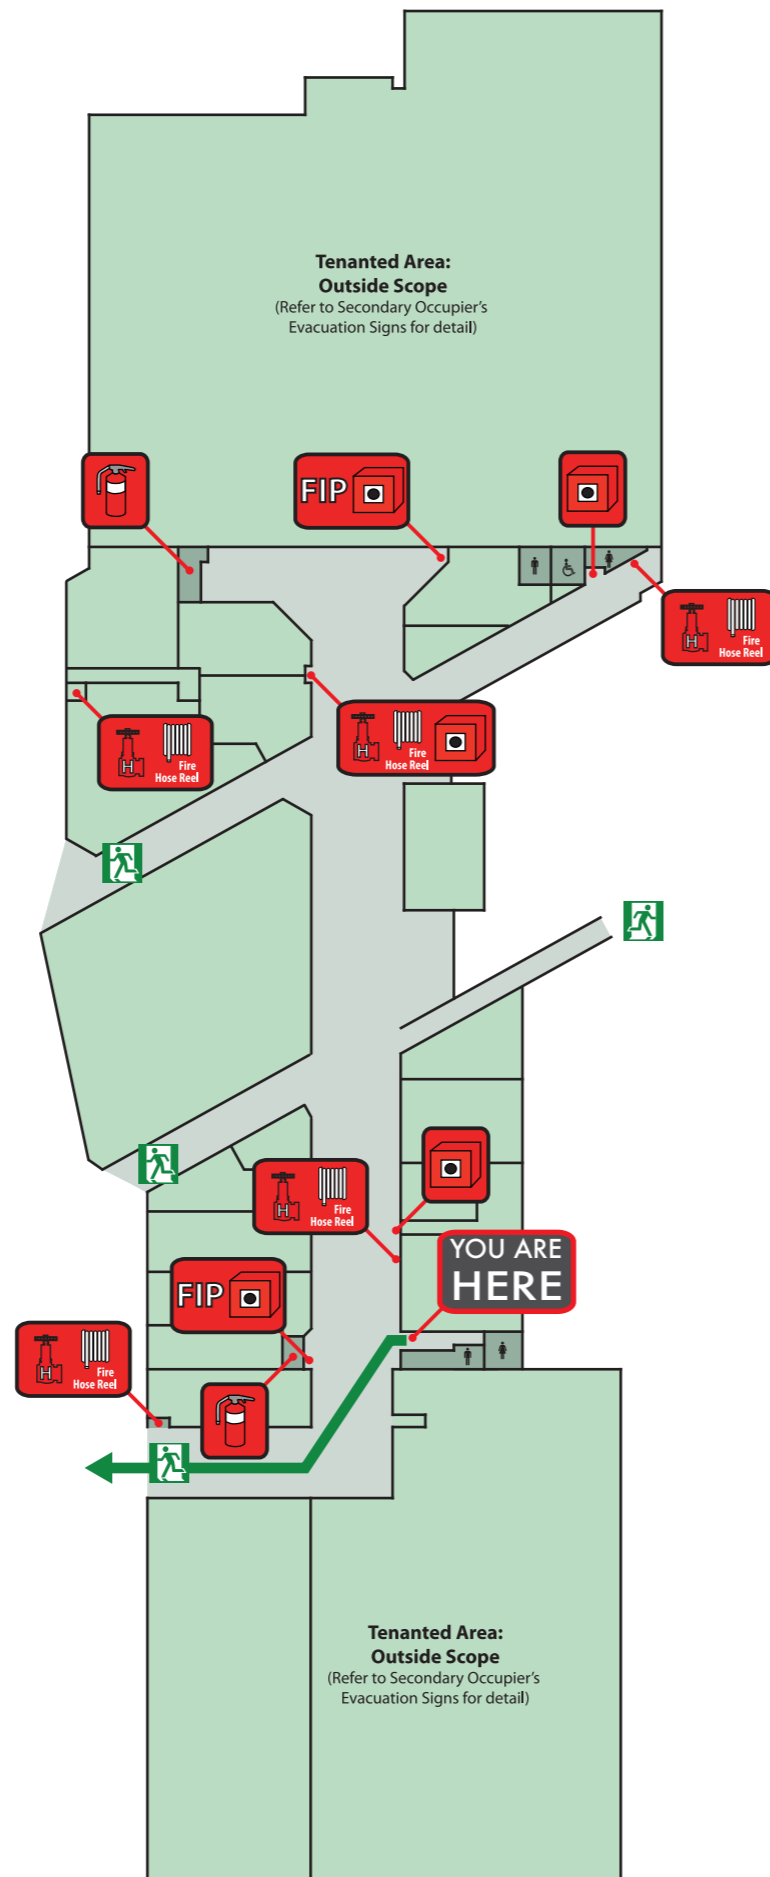 Tenanted Area:
Outside Scope
(Refer to Secondary Occupier's
Evacuation Signs for detail)
FIP
H
Fire
Hose Reel
H
Fire
Hose Reel
H
Fire
Hose Reel
H
Fire
Hose Reel
YOU ARE
HERE
FIP
H
Fire
Hose Reel
Tenanted Area:
Outside Scope
(Refer to Secondary Occupier's
Evacuation Signs for detail)